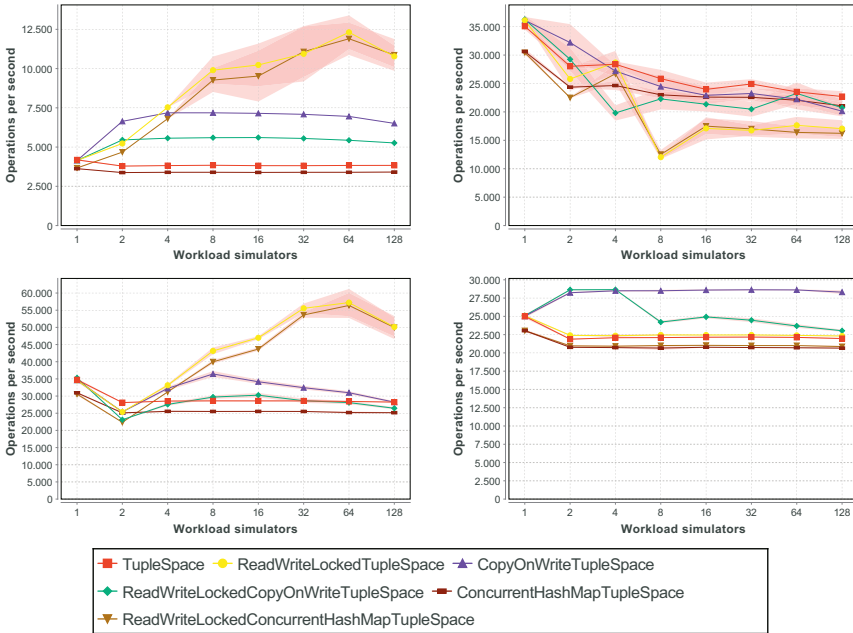 12.500
10.000
7.500
5.000
2.500
0
Operations per second
1 2 4 8 16 32 64 128
Workload simulators
35.000
30.000
25.000
20.000
15.000
10.000
5.000
0
Operations per second
1 2 4 8 16 32 64 128
Workload simulators
60.000
55.000
50.000
45.000
40.000
35.000
30.000
25.000
20.000
15.000
10.000
5.000
0
Operations per second
1 2 4 8 16 32 64 128
Workload simulators
30.000
27.500
25.000
22.500
20.000
17.500
15.000
12.500
10.000
7.500
5.000
2.500
0
Operations per second
1 2 4 8 16 32 64 128
Workload simulators
TupleSpace ReadWriteLockedTupleSpace CopyOnWriteTupleSpace
ReadWriteLockedCopyOnWriteTupleSpace ConcurrentHashMapTupleSpace
ReadWriteLockedConcurrentHashMapTupleSpace